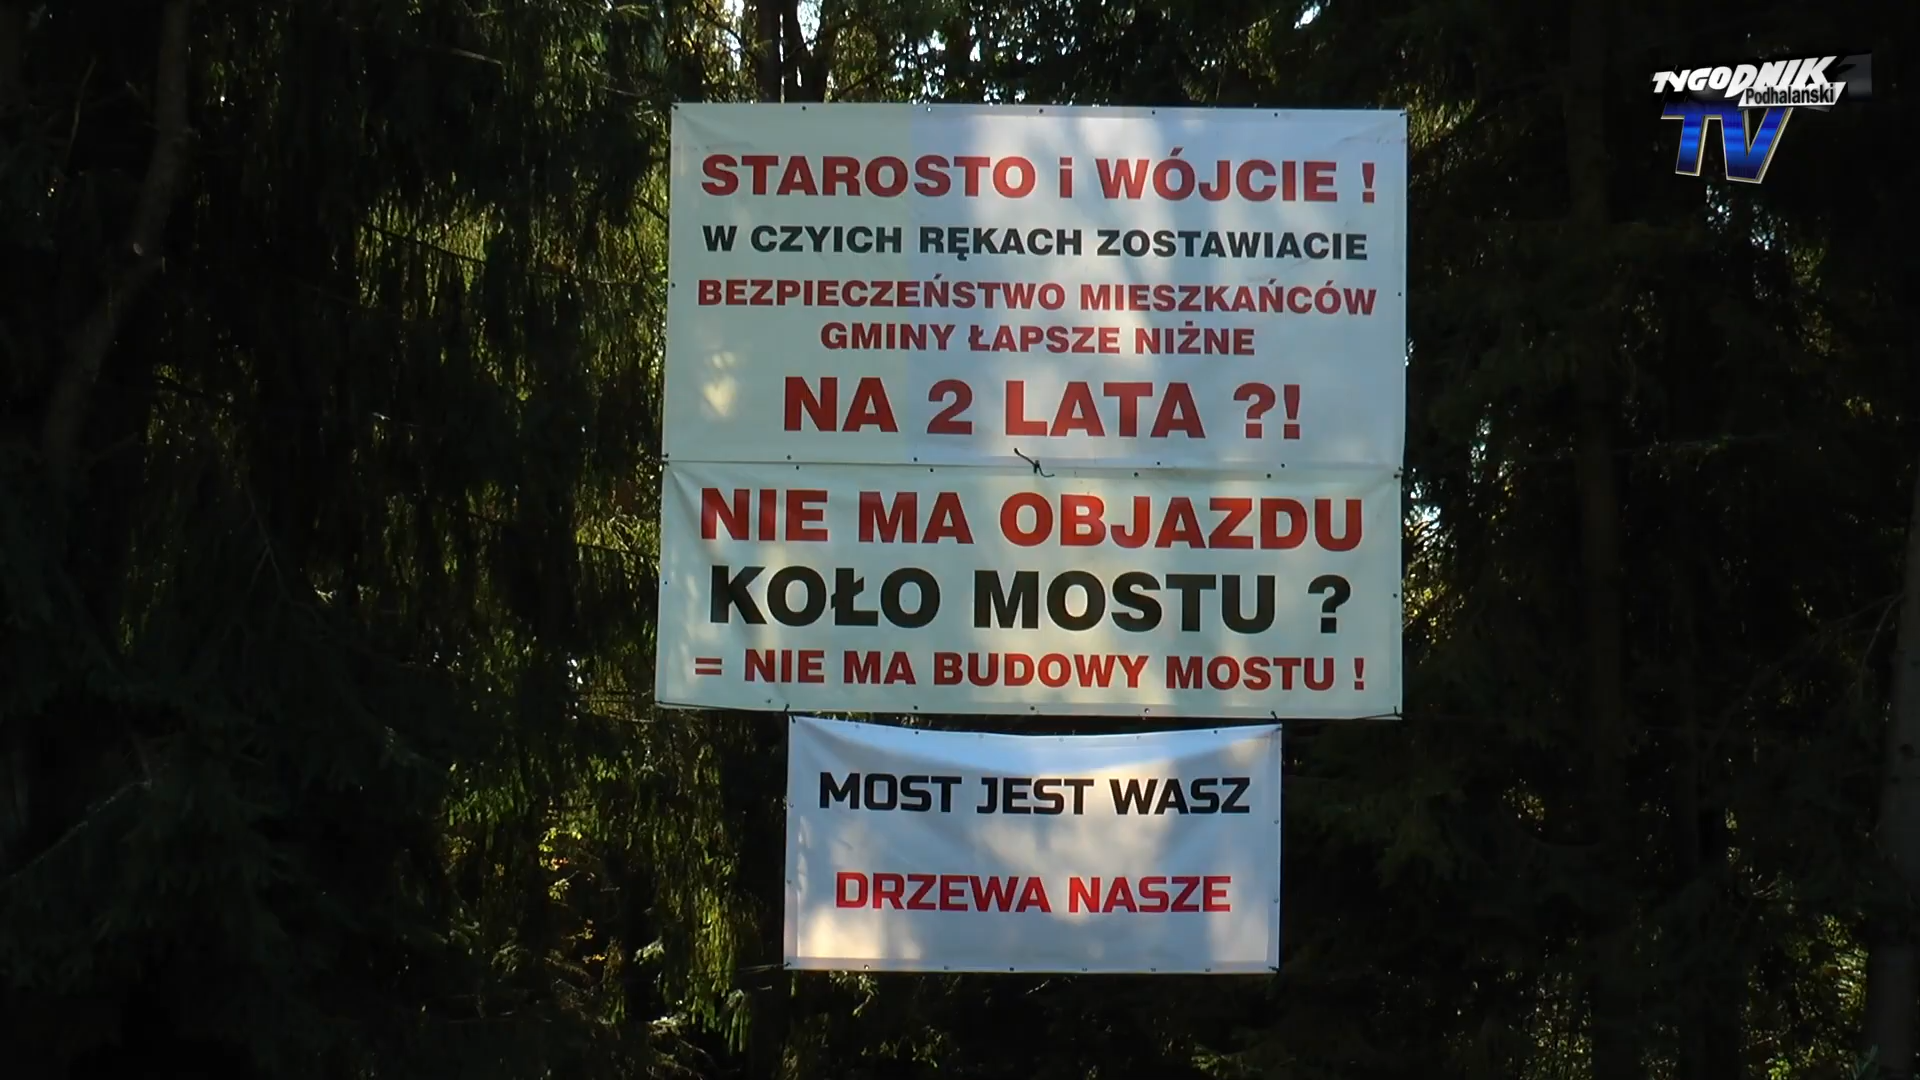 TYGODNIK
Podhalański
TV
STAROSTO i WÓJCIE !
W CZYICH RĘKACH ZOSTAWIACIE
BEZPIECZEŃSTWO MIESZKAŃCÓW
GMINY ŁAPSZE NIŻNE
NA 2 LATA ?!
NIE MA OBJAZDU
KOŁO MOSTU ?
= NIE MA BUDOWY MOSTU !
MOST JEST WASZ
DRZEWA NASZE